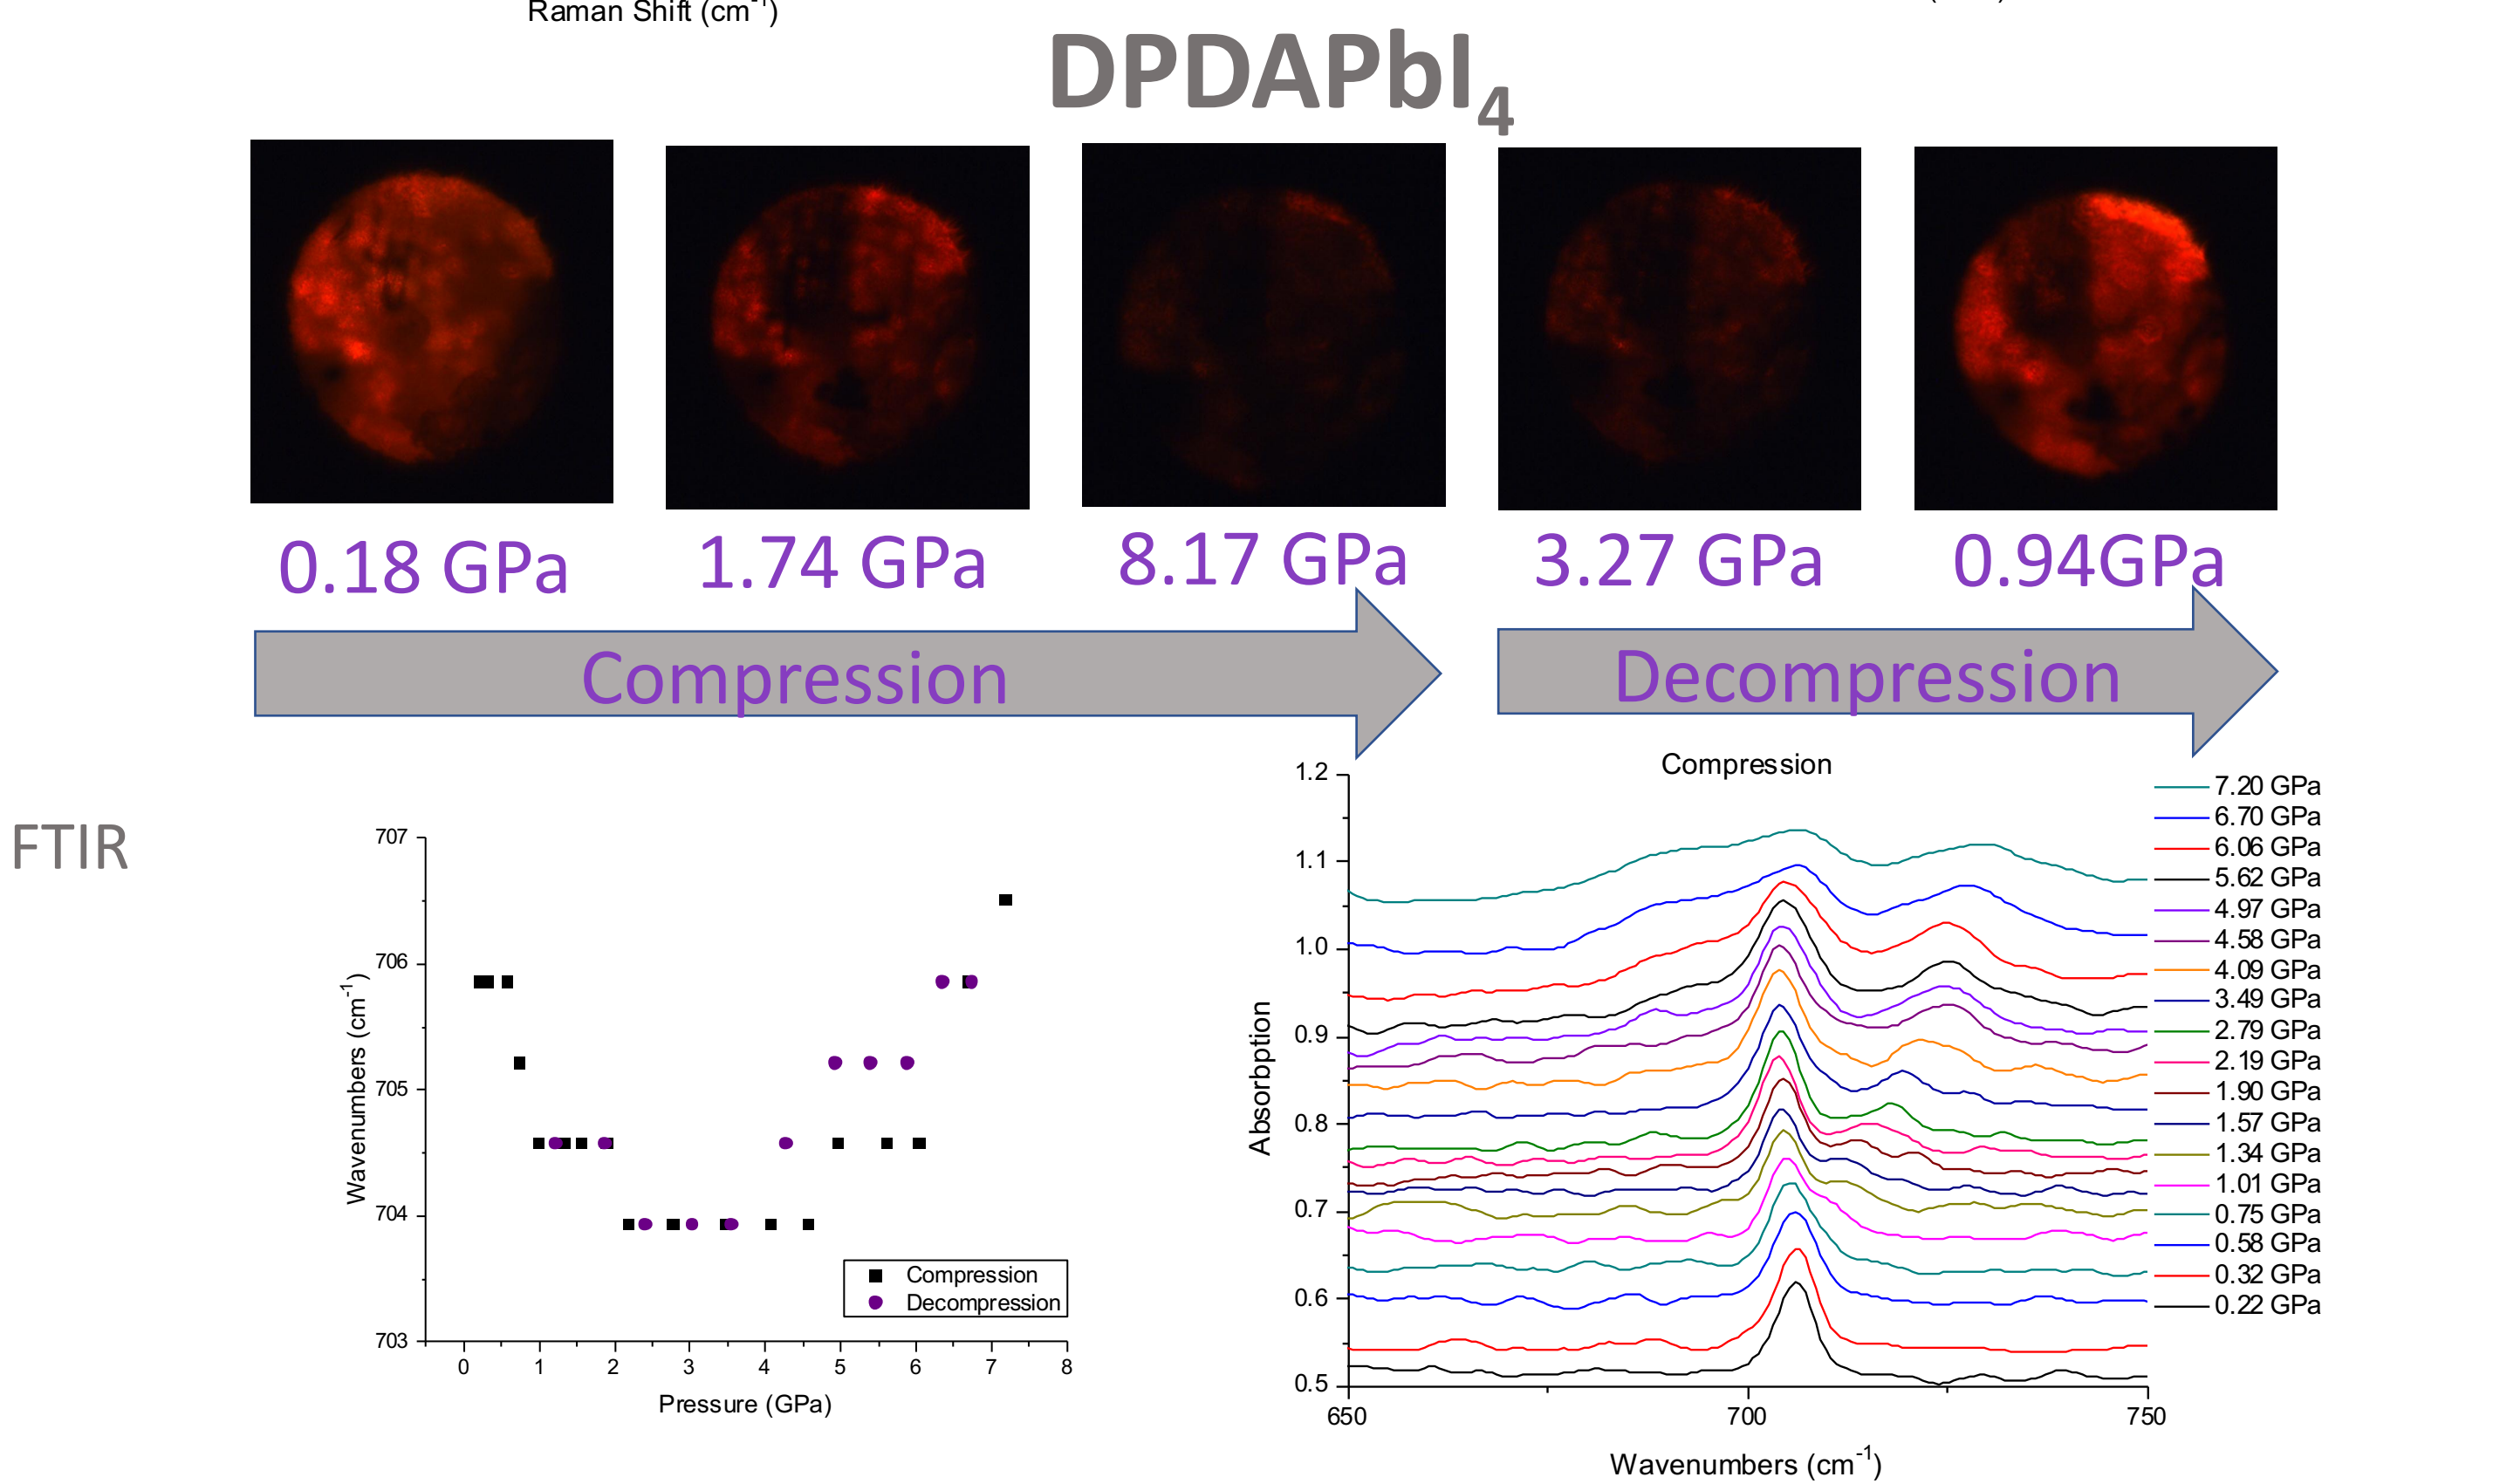 Raman Shift (cm-1)
DPDAPbI4
0.18 GPa
1.74 GPa
8.17 GPa
3.27 GPa
0.94GPa
Compression
Decompression
FTIR
707
706
705
704
703
Wavenumbers (cm-1)
0 1 2 3 4 5 6 7 8
Pressure (GPa)
Compression
Decompression
Compression
1.2
1.1
1.0
0.9
0.8
0.7
0.6
0.5
Absorbption
650 700 750
Wavenumbers (cm-1)
7.20 GPa
6.70 GPa
6.06 GPa
5.62 GPa
4.97 GPa
4.58 GPa
4.09 GPa
3.49 GPa
2.79 GPa
2.19 GPa
1.90 GPa
1.57 GPa
1.34 GPa
1.01 GPa
0.75 GPa
0.58 GPa
0.32 GPa
0.22 GPa